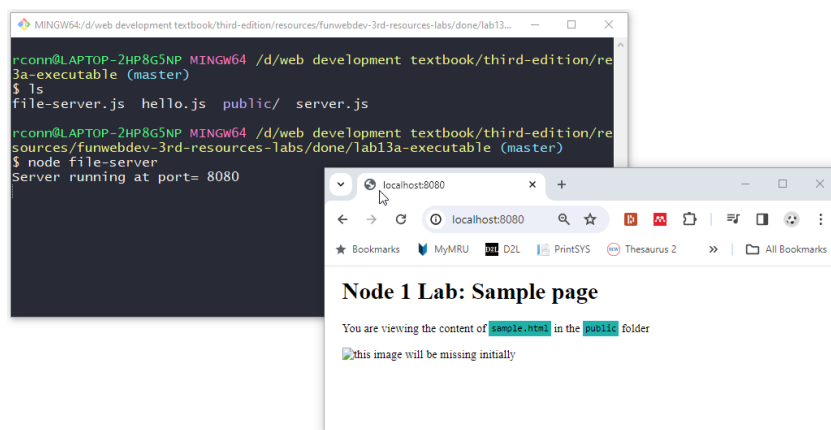 MINGW64:/d/web development textbook/third-edition/resources/funwebdev-3rd-resources-labs/done/lab13...
rconn@LAPTOP-2HP8G5NP MINGW64 /d/web development textbook/third-edition/re
3a-executable (master)
$ ls
file-server.js hello.js public/ server.js
rconn@LAPTOP-2HP8G5NP MINGW64 /d/web development textbook/third-edition/re
sources/funwebdev-3rd-resources-labs/done/lab13a-executable (master)
$ node file-server
Server running at port= 8080
localhost:8080
localhost:8080
Bookmarks MyMRU D2L D2L PrintSYS Thesaurus 2 » All Bookmarks
Node 1 Lab: Sample page
You are viewing the content of sample.html in the public folder
this image will be missing initially